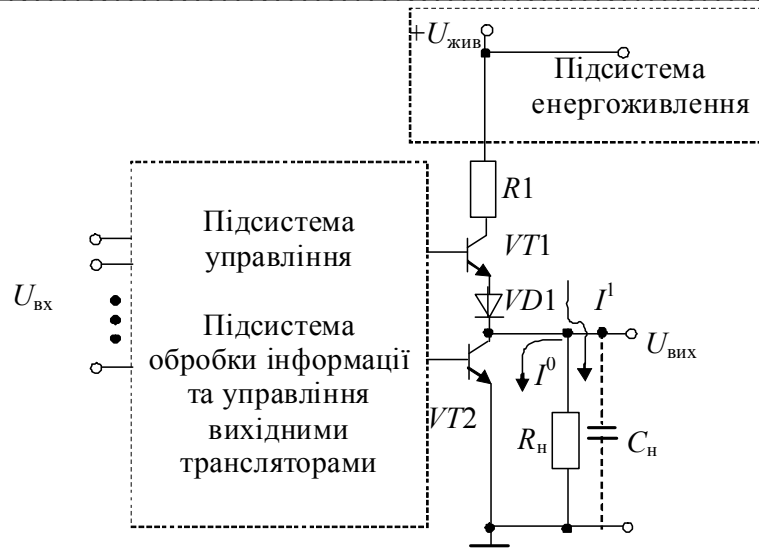 +Uжив
Підсистема
енергоживлення
R1
Підсистема
управління
VT1
Uвх
VD1
I¹
Підсистема
обробки інформації
та управління
вихідними
трансляторами
Uвих
I⁰
VT2
Rн
Cн